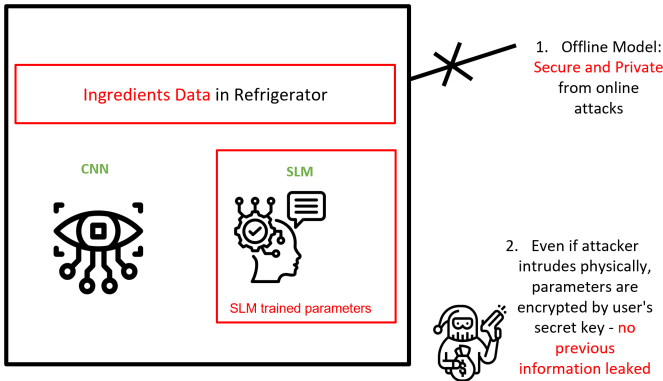 Ingredients Data in Refrigerator
CNN
SLM
SLM trained parameters
1. Offline Model:
Secure and Private
from online
attacks
2. Even if attacker
intrudes physically,
parameters are
encrypted by user's
secret key - no
previous
information leaked